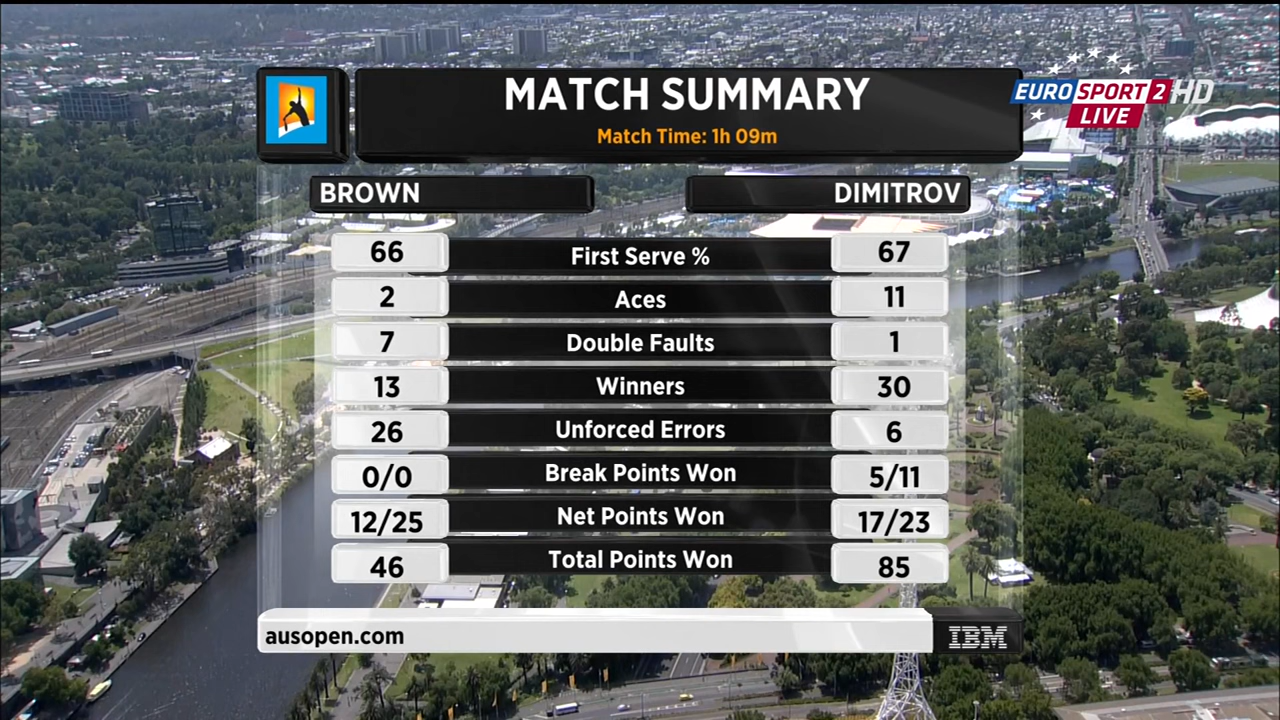 MATCH SUMMARY
Match Time: 1h 09m
EUROSPORT 2 HD
LIVE
BROWN DIMITROV
66 First Serve % 67
2 Aces 11
7 Double Faults 1
13 Winners 30
26 Unforced Errors 6
0/0 Break Points Won 5/11
12/25 Net Points Won 17/23
46 Total Points Won 85
ausopen.com IBM